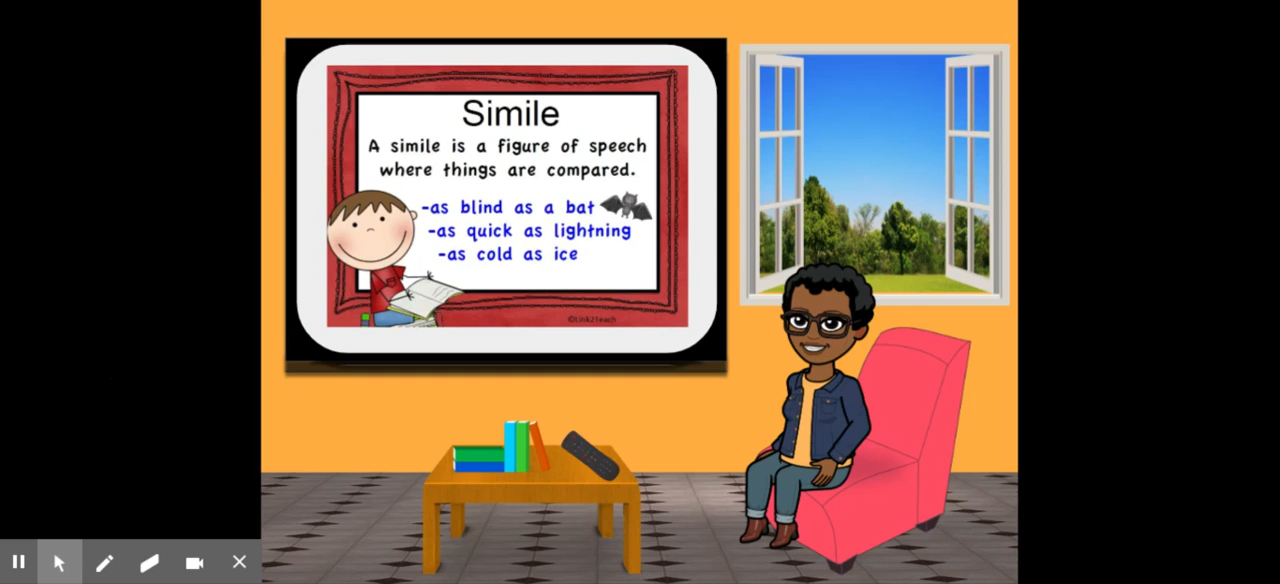 Simile
A simile is a figure of speech
where things are compared.
-as blind as a bat
-as quick as lightning
-as cold as ice
©tink2Teach